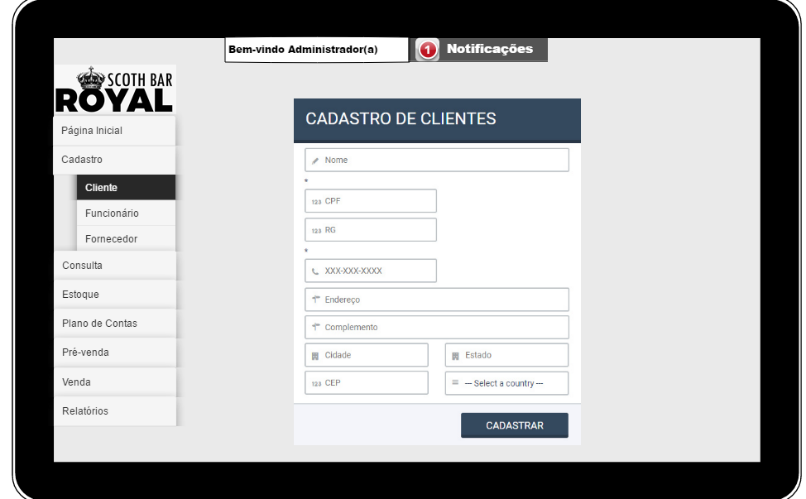 Bem-vindo Administrador(a)
1 Notificações
SCOTH BAR
ROYAL
Página Inicial
Cadastro
Cliente
Funcionário
Fornecedor
Consulta
Estoque
Plano de Contas
Pré-venda
Venda
Relatórios
CADASTRO DE CLIENTES
Nome
*
123 CPF
123 RG
*
XXX-XXX-XXXX
Endereço
Complemento
Cidade
Estado
123 CEP
--- Select a country ---
CADASTRAR